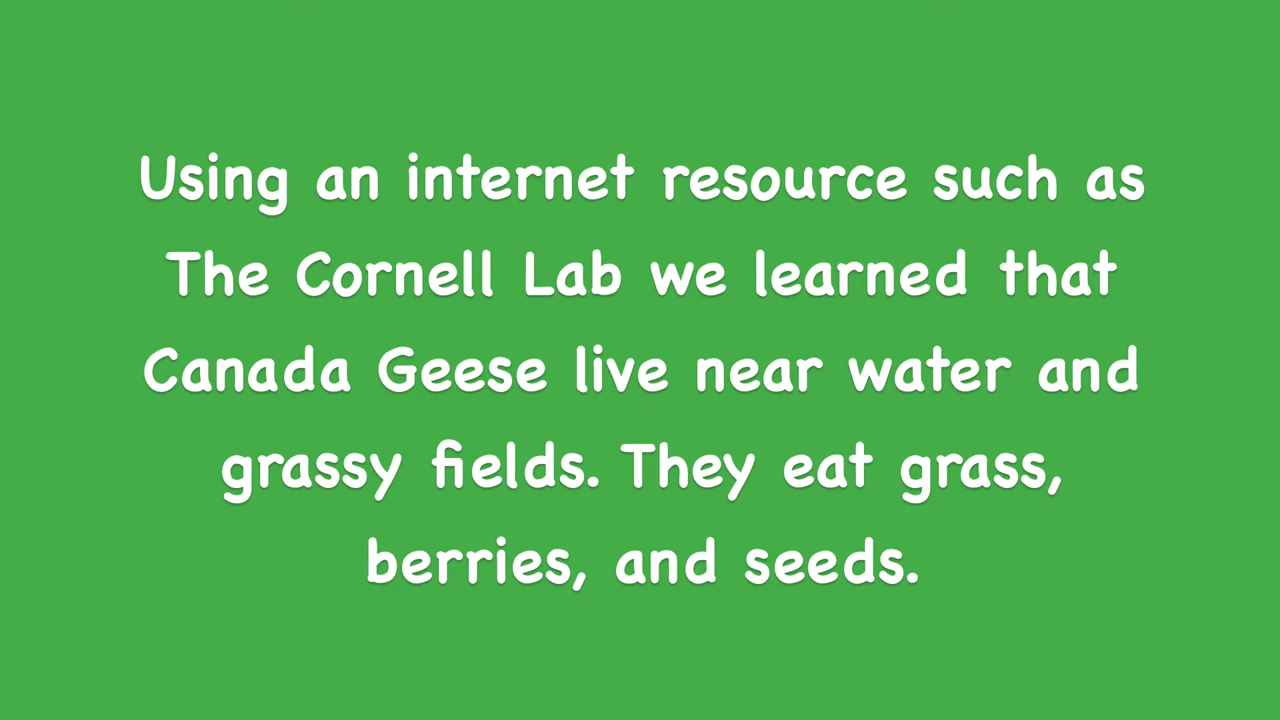 Using an internet resource such as
The Cornell Lab we learned that
Canada Geese live near water and
grassy fields. They eat grass,
berries, and seeds.